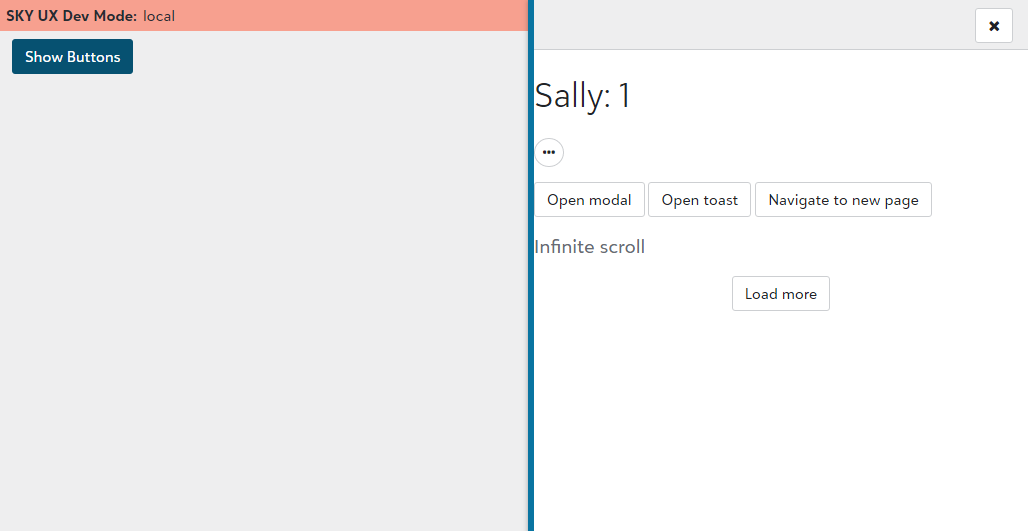 SKY UX Dev Mode: local
Show Buttons
Sally: 1
Open modal Open toast Navigate to new page
Infinite scroll
Load more